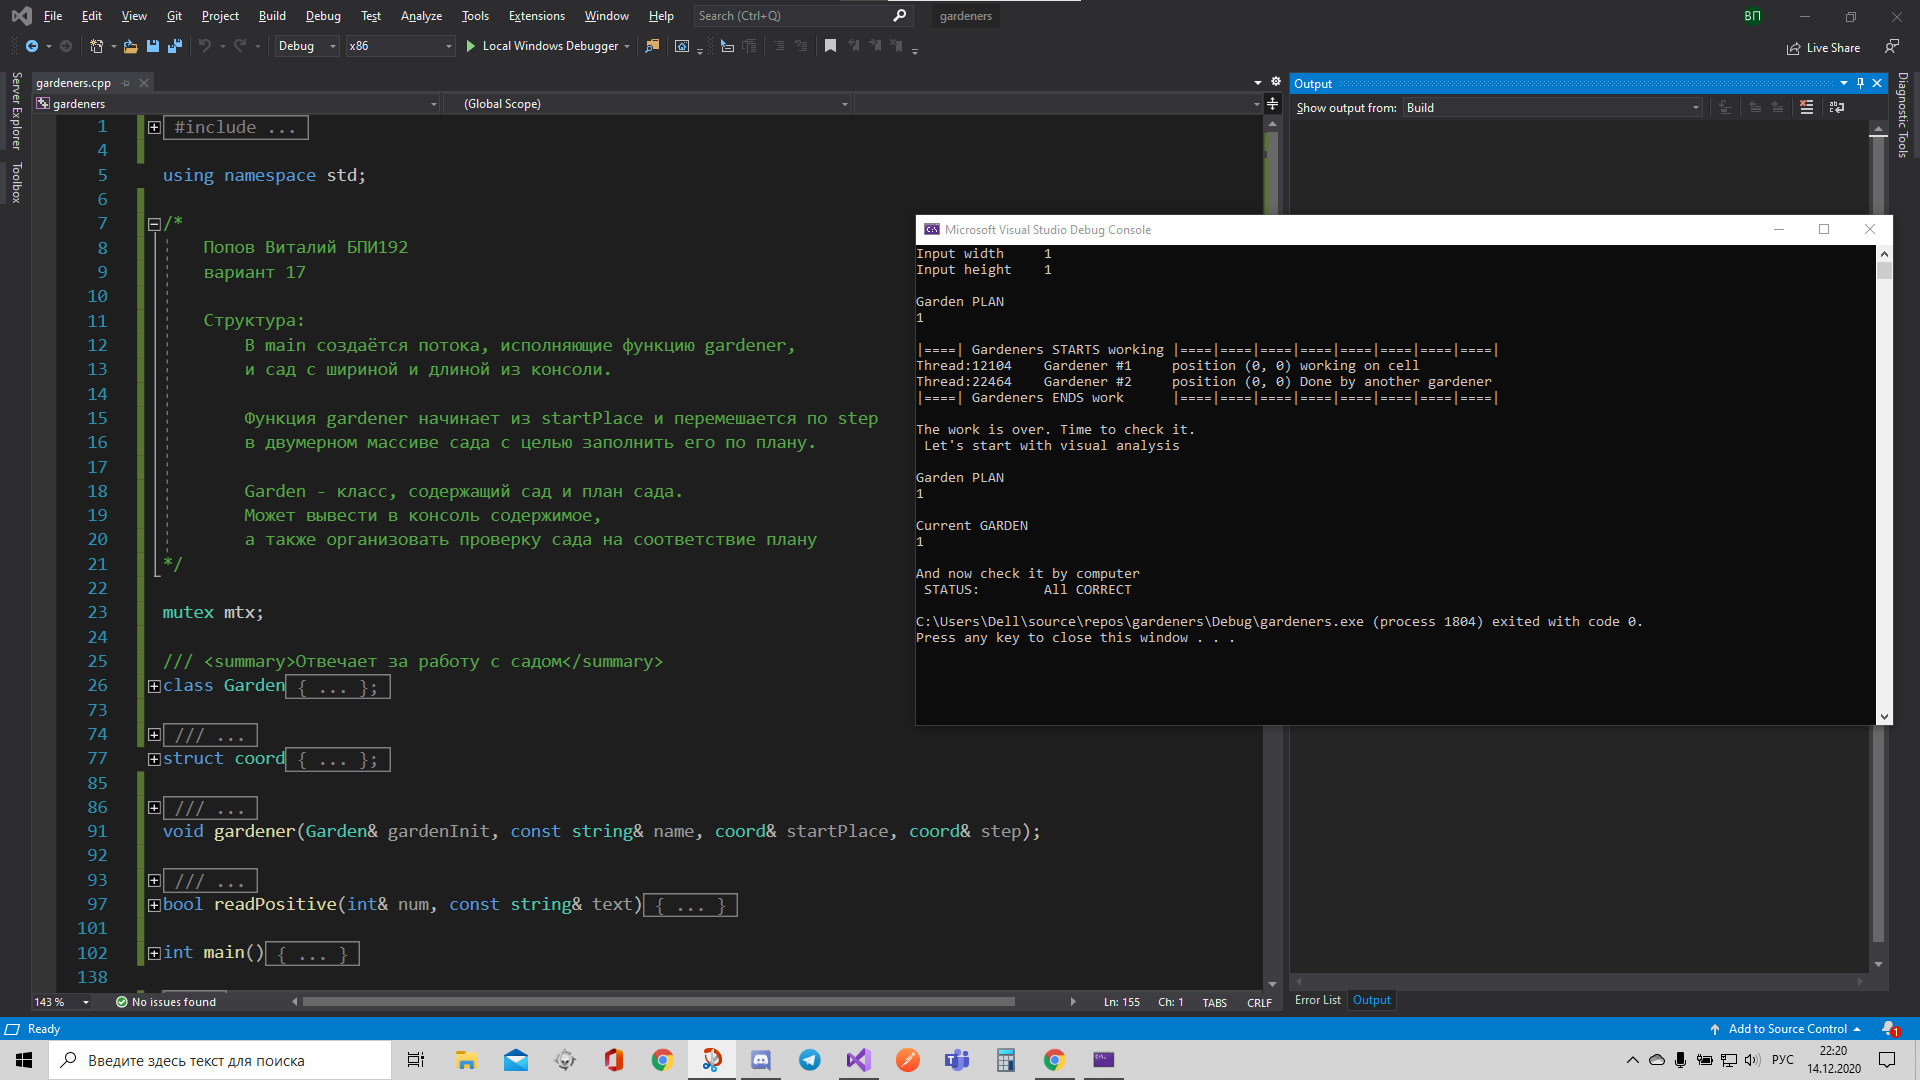 File Edit View Git Project Build Debug Test Analyze Tools Extensions Window Help Search (Ctrl+Q) gardeners ВП
Debug x86 Local Windows Debugger Live Share
Server Explorer
Toolbox
gardeners.cpp
gardeners (Global Scope)
1 #include ...
4
5 using namespace std;
6
7 /*
8 Попов Виталий БПИ192
9 вариант 17
10
11 Структура:
12 В main создаётся потока, исполняющие функцию gardener,
13 и сад с шириной и длиной из консоли.
14
15 Функция gardener начинает из startPlace и перемешается по step
16 в двумерном массиве сада с целью заполнить его по плану.
17
18 Garden - класс, содержащий сад и план сада.
19 Может вывести в консоль содержимое,
20 а также организовать проверку сада на соответствие плану
21 */
22
23 mutex mtx;
24
25 /// <summary>Отвечает за работу с садом</summary>
26 class Garden { ... };
73
74 /// ...
77 struct coord { ... };
85
86 /// ...
91 void gardener(Garden& gardenInit, const string& name, coord& startPlace, coord& step);
92
93 /// ...
97 bool readPositive(int& num, const string& text) { ... }
101
102 int main() { ... }
138
143 % No issues found Ln: 155 Ch: 1 TABS CRLF
Output
Show output from: Build
Diagnostic Tools
Microsoft Visual Studio Debug Console
Input width 1
Input height 1
Garden PLAN
1
|====| Gardeners STARTS working |====|====|====|====|====|====|====|====|
Thread:12104 Gardener #1 position (0, 0) working on cell
Thread:22464 Gardener #2 position (0, 0) Done by another gardener
|====| Gardeners ENDS work |====|====|====|====|====|====|====|====|
The work is over. Time to check it.
Let's start with visual analysis
Garden PLAN
1
Current GARDEN
1
And now check it by computer
STATUS: All CORRECT
C:\Users\Dell\source\repos\gardeners\Debug\gardeners.exe (process 1804) exited with code 0.
Press any key to close this window . . .
Error List Output
Ready Add to Source Control 1
Введите здесь текст для поиска
РУС 22:20
14.12.2020